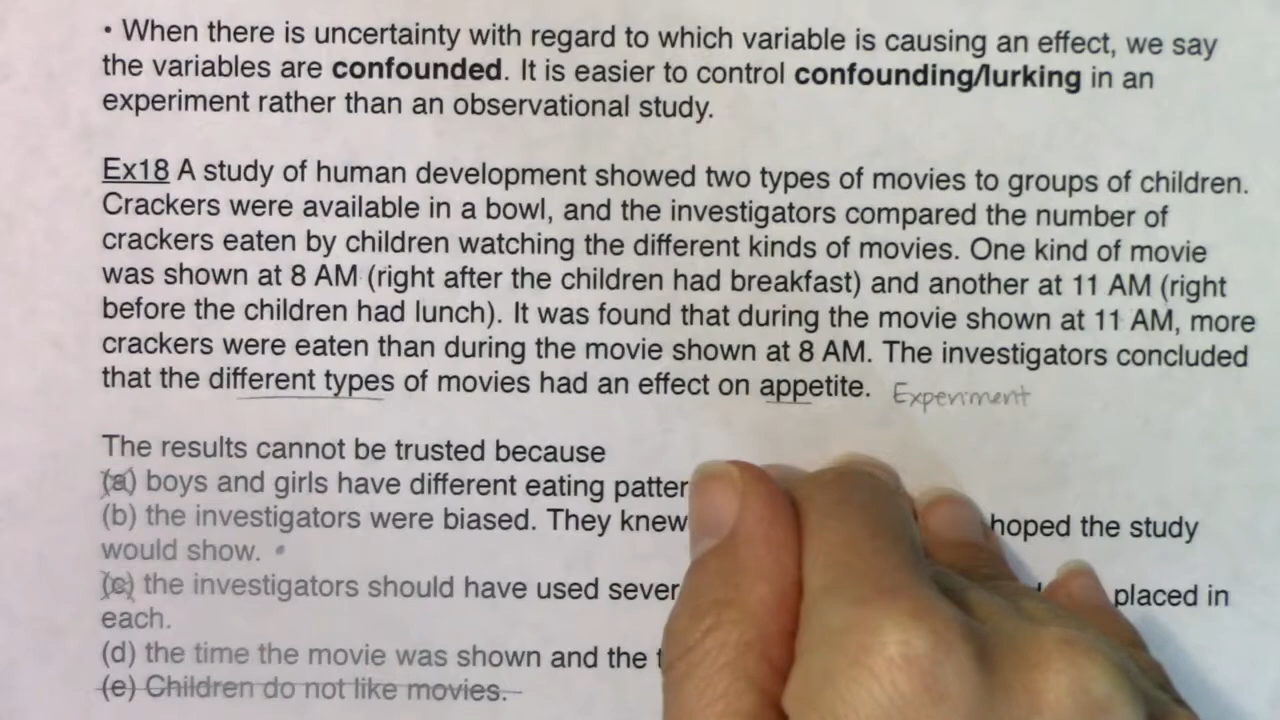 • When there is uncertainty with regard to which variable is causing an effect, we say
the variables are confounded. It is easier to control confounding/lurking in an
experiment rather than an observational study.
Ex18 A study of human development showed two types of movies to groups of children.
Crackers were available in a bowl, and the investigators compared the number of
crackers eaten by children watching the different kinds of movies. One kind of movie
was shown at 8 AM (right after the children had breakfast) and another at 11 AM (right
before the children had lunch). It was found that during the movie shown at 11 AM, more
crackers were eaten than during the movie shown at 8 AM. The investigators concluded
that the different types of movies had an effect on appetite. Experiment
The results cannot be trusted because
(a) boys and girls have different eating
(b) the investigators were biased. They knew hoped the study
would show.
(c) the investigators should have used placed in
each.
(d) the time the movie was shown and the
(e) Children do not like movies.